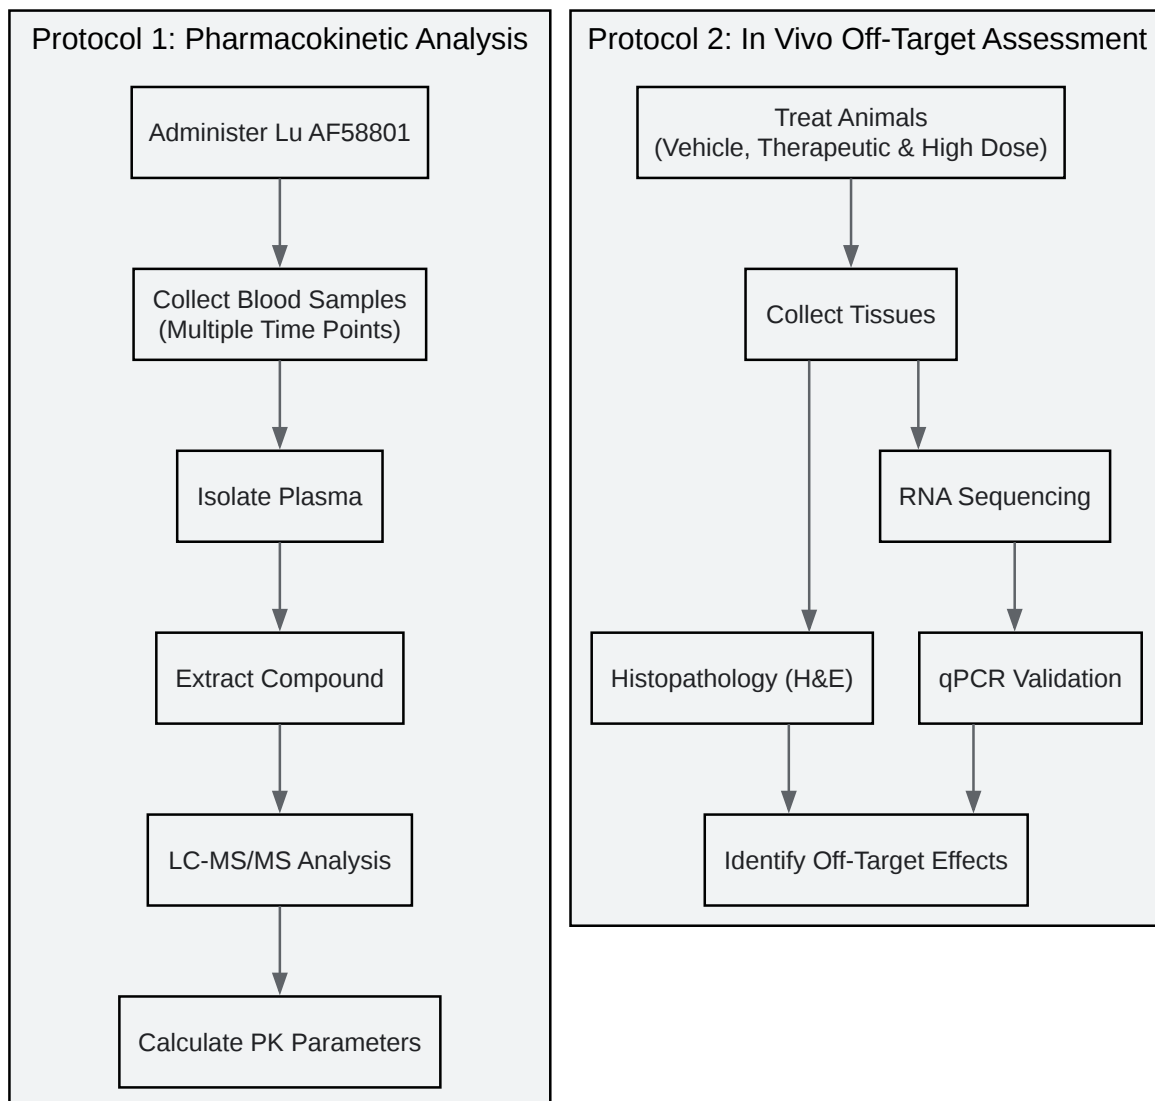 Protocol 1: Pharmacokinetic Analysis
Administer Lu AF58801
Collect Blood Samples
(Multiple Time Points)
Isolate Plasma
Extract Compound
LC-MS/MS Analysis
Calculate PK Parameters
Protocol 2: In Vivo Off-Target Assessment
Treat Animals
(Vehicle, Therapeutic & High Dose)
Collect Tissues
RNA Sequencing
Histopathology (H&E)
qPCR Validation
Identify Off-Target Effects